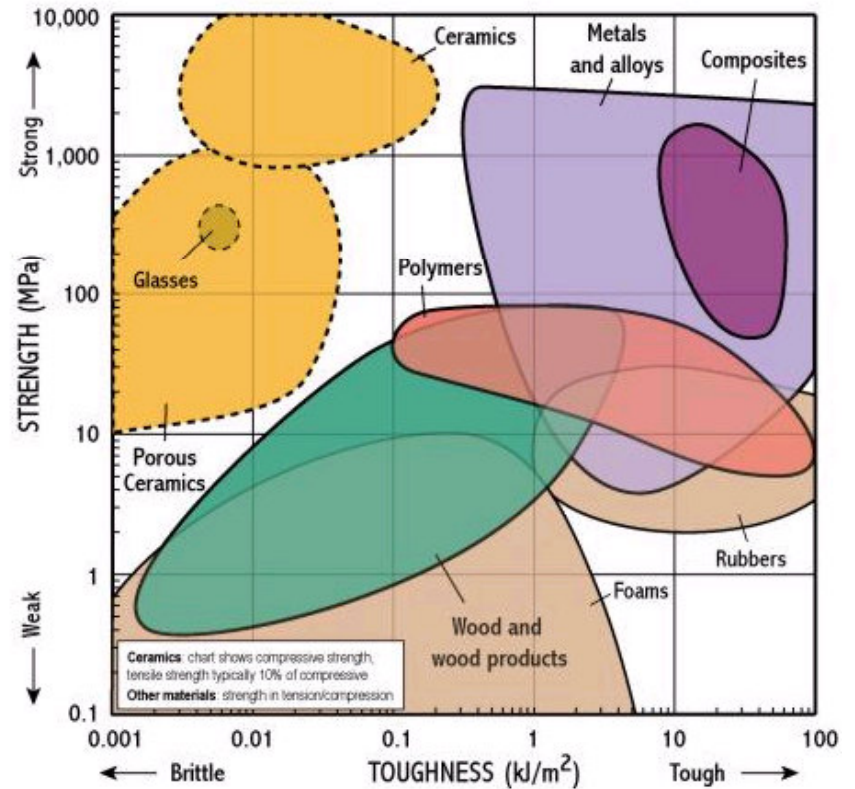 10,000
1,000
100
10
1
0.1
Strong
STRENGTH (MPa)
Weak
Ceramics
Metals
and alloys
Composites
Glasses
Polymers
Porous
Ceramics
Rubbers
Foams
Wood and
wood products
Ceramics: chart shows compressive strength,
tensile strength typically 10% of compressive
Other materials: strength in tension/compression
0.001
0.01
0.1
1
10
100
Brittle
TOUGHNESS (kJ/m²)
Tough